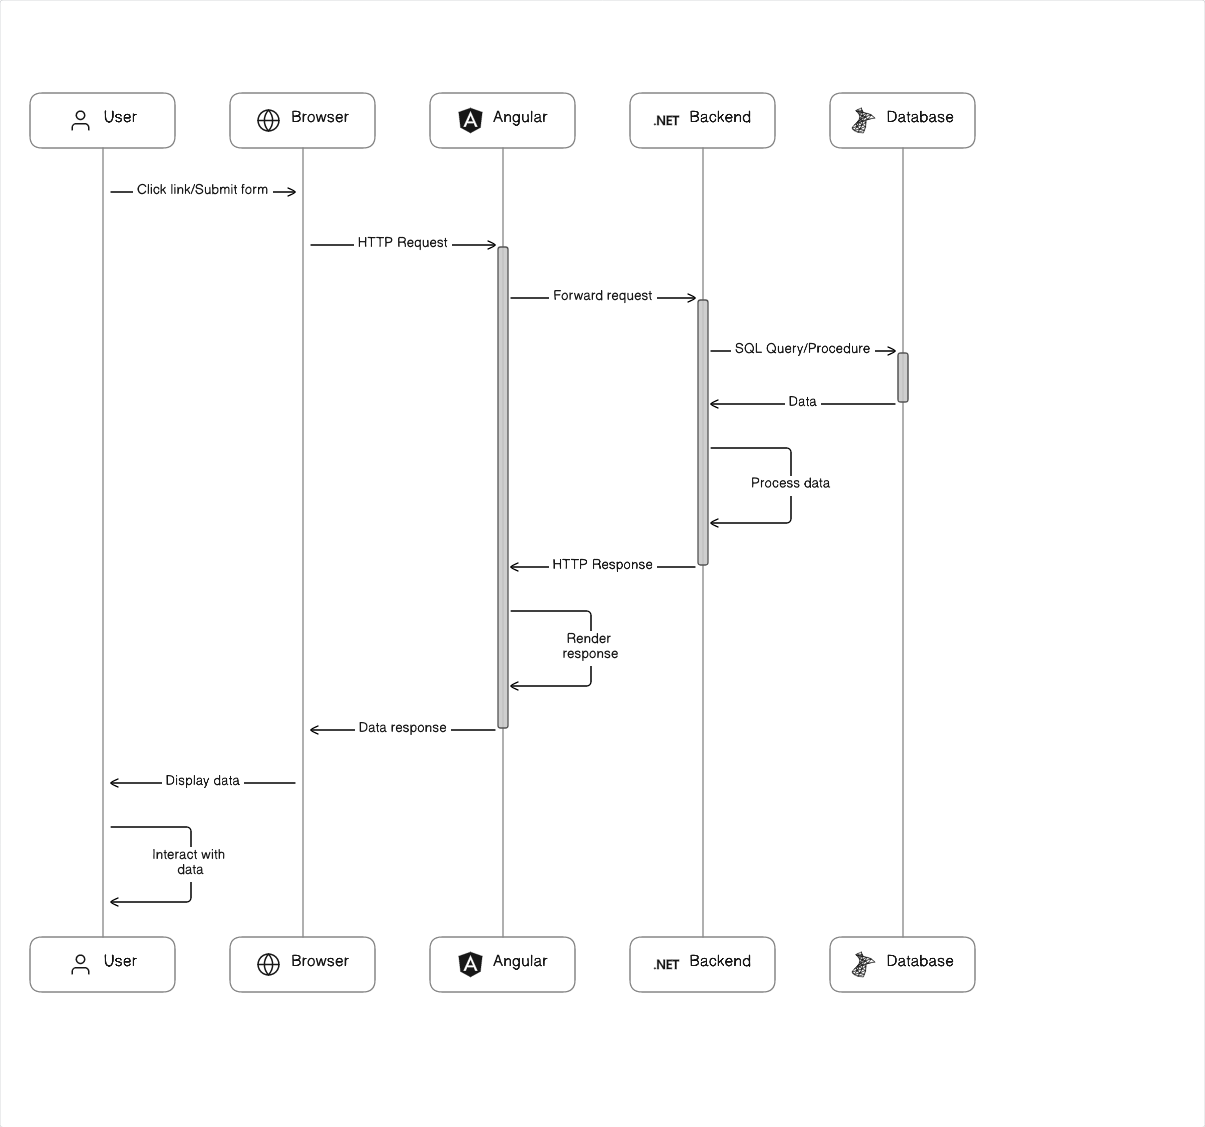 User
Browser
A Angular
.NET Backend
Database
Click link/Submit form
HTTP Request
Forward request
SQL Query/Procedure
Data
Process data
HTTP Response
Render
response
Data response
Display data
Interact with
data
User
Browser
A Angular
.NET Backend
Database